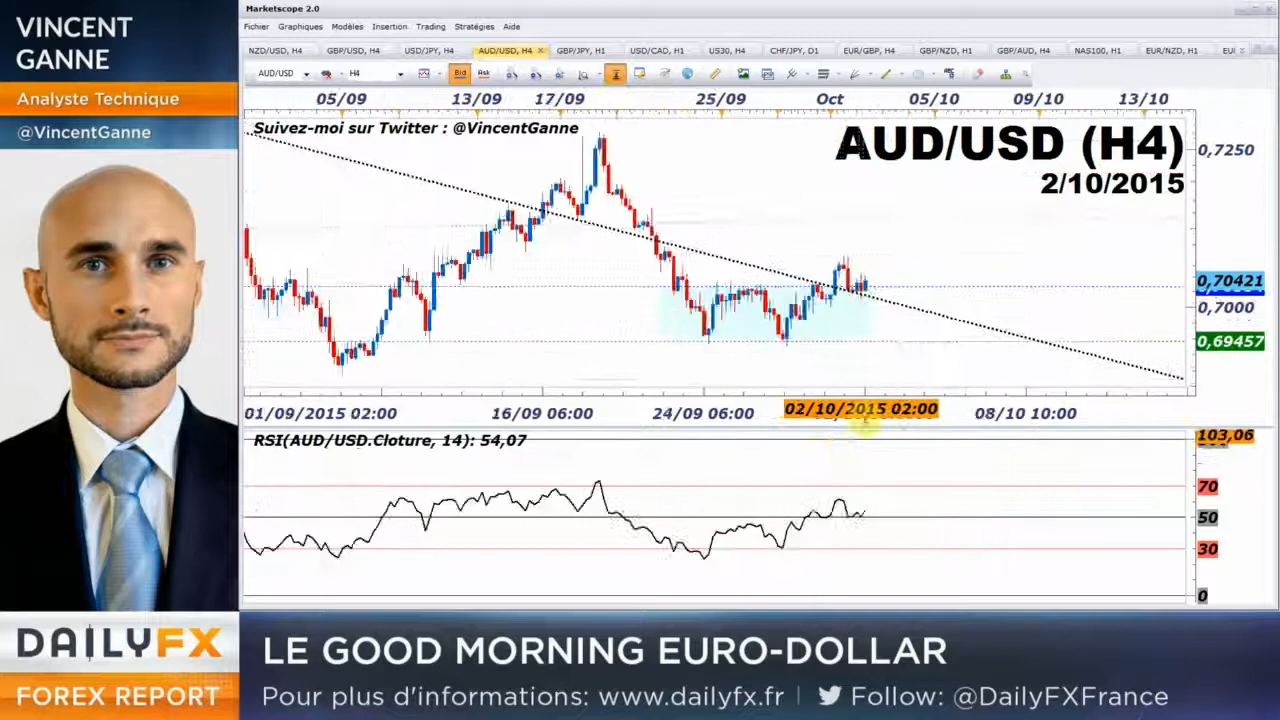 VINCENT
GANNE
Analyste Technique
@VincentGanne
Marketscope 2.0
Fichier Graphiques Modèles Insertion Trading Stratégies Aide
NZD/USD, H4 GBP/USD, H4 USD/JPY, H4 AUD/USD, H4 GBP/JPY, H1 USD/CAD, H1 US30, H4 CHF/JPY, D1 EUR/GBP, H4 GBP/NZD, H1 GBP/AUD, H4 NAS100, H1 EUR/NZD, H1
AUD/USD H4 Bid
05/09 13/09 17/09 25/09 Oct 05/10 09/10 13/10
Suivez-moi sur Twitter : @VincentGanne
AUD/USD (H4)
2/10/2015
0,7250
0,70421
0,7000
0,69457
01/09/2015 02:00 16/09 06:00 24/09 06:00 02/10/2015 02:00 08/10 10:00
RSI(AUD/USD.Cloture, 14): 54,07
103,06
70
50
30
0
DAILYFX
FOREX REPORT
LE GOOD MORNING EURO-DOLLAR
Pour plus d'informations: www.dailyfx.fr | Follow: @DailyFXFrance